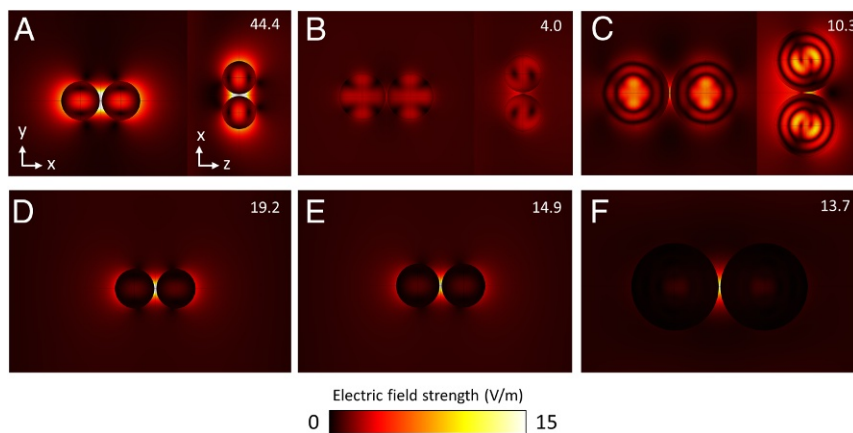 A
44.4
B
4.0
C
10.3
y
x
x
z
D
19.2
E
14.9
F
13.7
Electric field strength (V/m)
0
15